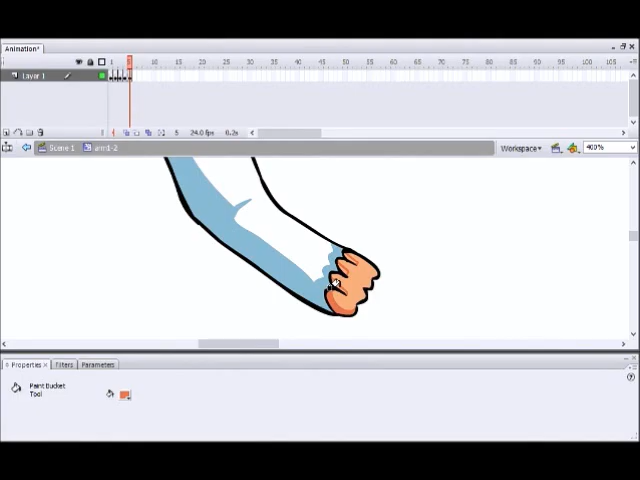 Animation*
1 5 10 15 20 25 30 35 40 45 50 55 60 65 70 75 80 85 90 95 100 105
Layer 1
5 24.0 fps 0.2s
Scene 1 arm1-2 Workspace 400%
Properties Filters Parameters
Paint Bucket
Tool